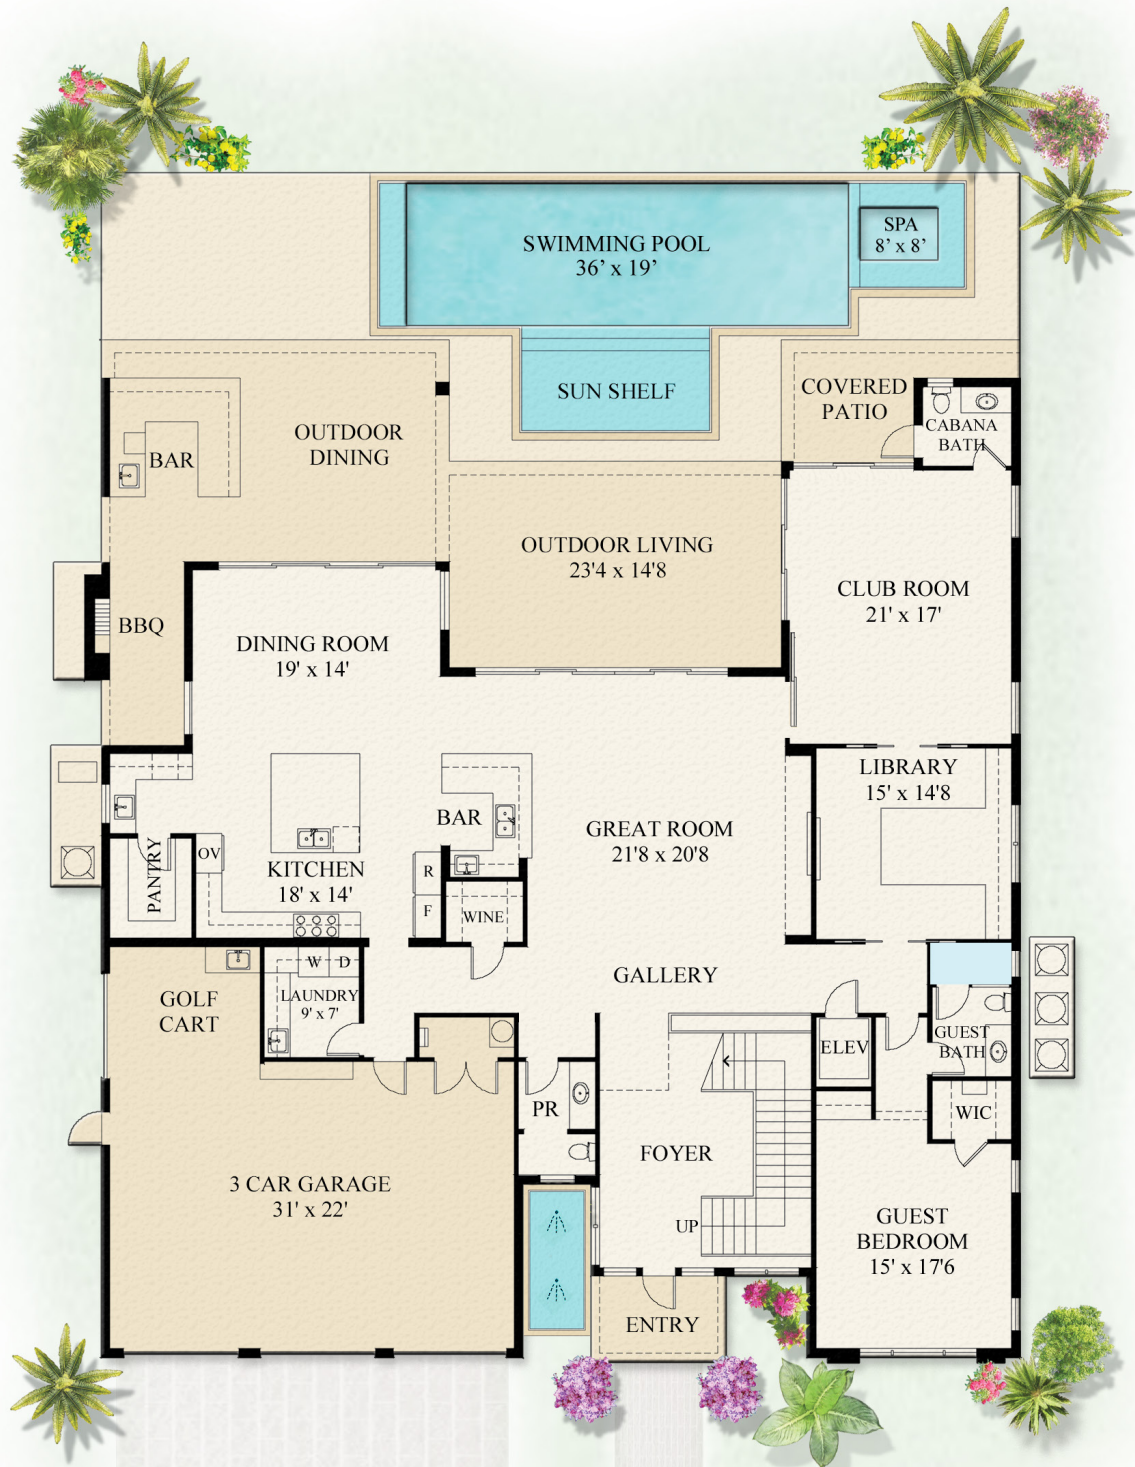 SWIMMING POOL
36’ x 19’
SPA
8’ x 8’
SUN SHELF
COVERED
PATIO
CABANA
BATH
OUTDOOR
DINING
BAR
OUTDOOR LIVING
23'4 x 14'8
CLUB ROOM
21' x 17'
BBQ
DINING ROOM
19' x 14'
LIBRARY
15' x 14'8
BAR
GREAT ROOM
21'8 x 20'8
OV
PANTRY
KITCHEN
18' x 14'
R
F
WINE
W
D
LAUNDRY
9' x 7'
GALLERY
GOLF
CART
ELEV
GUEST
BATH
PR
WIC
FOYER
3 CAR GARAGE
31' x 22'
UP
GUEST
BEDROOM
15' x 17'6
ENTRY